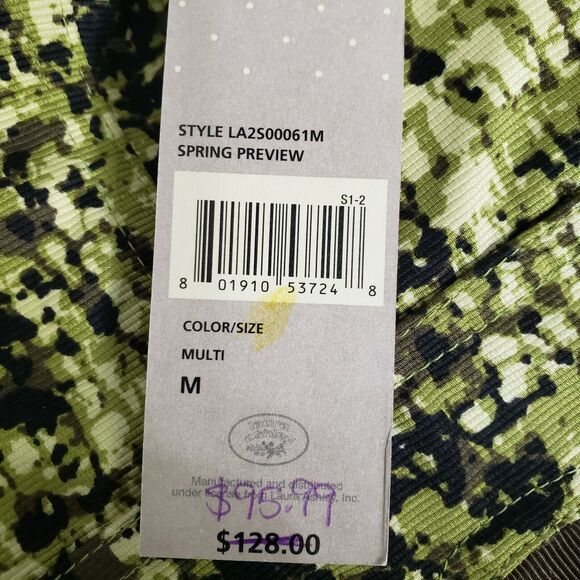 STYLE LA2S00061M
SPRING PREVIEW
S1-2
8 01910 53724 8
COLOR/SIZE
MULTI
M
laura
ashley
Manufactured and distributed
under license from Laura Ashley, Inc.
$128.00